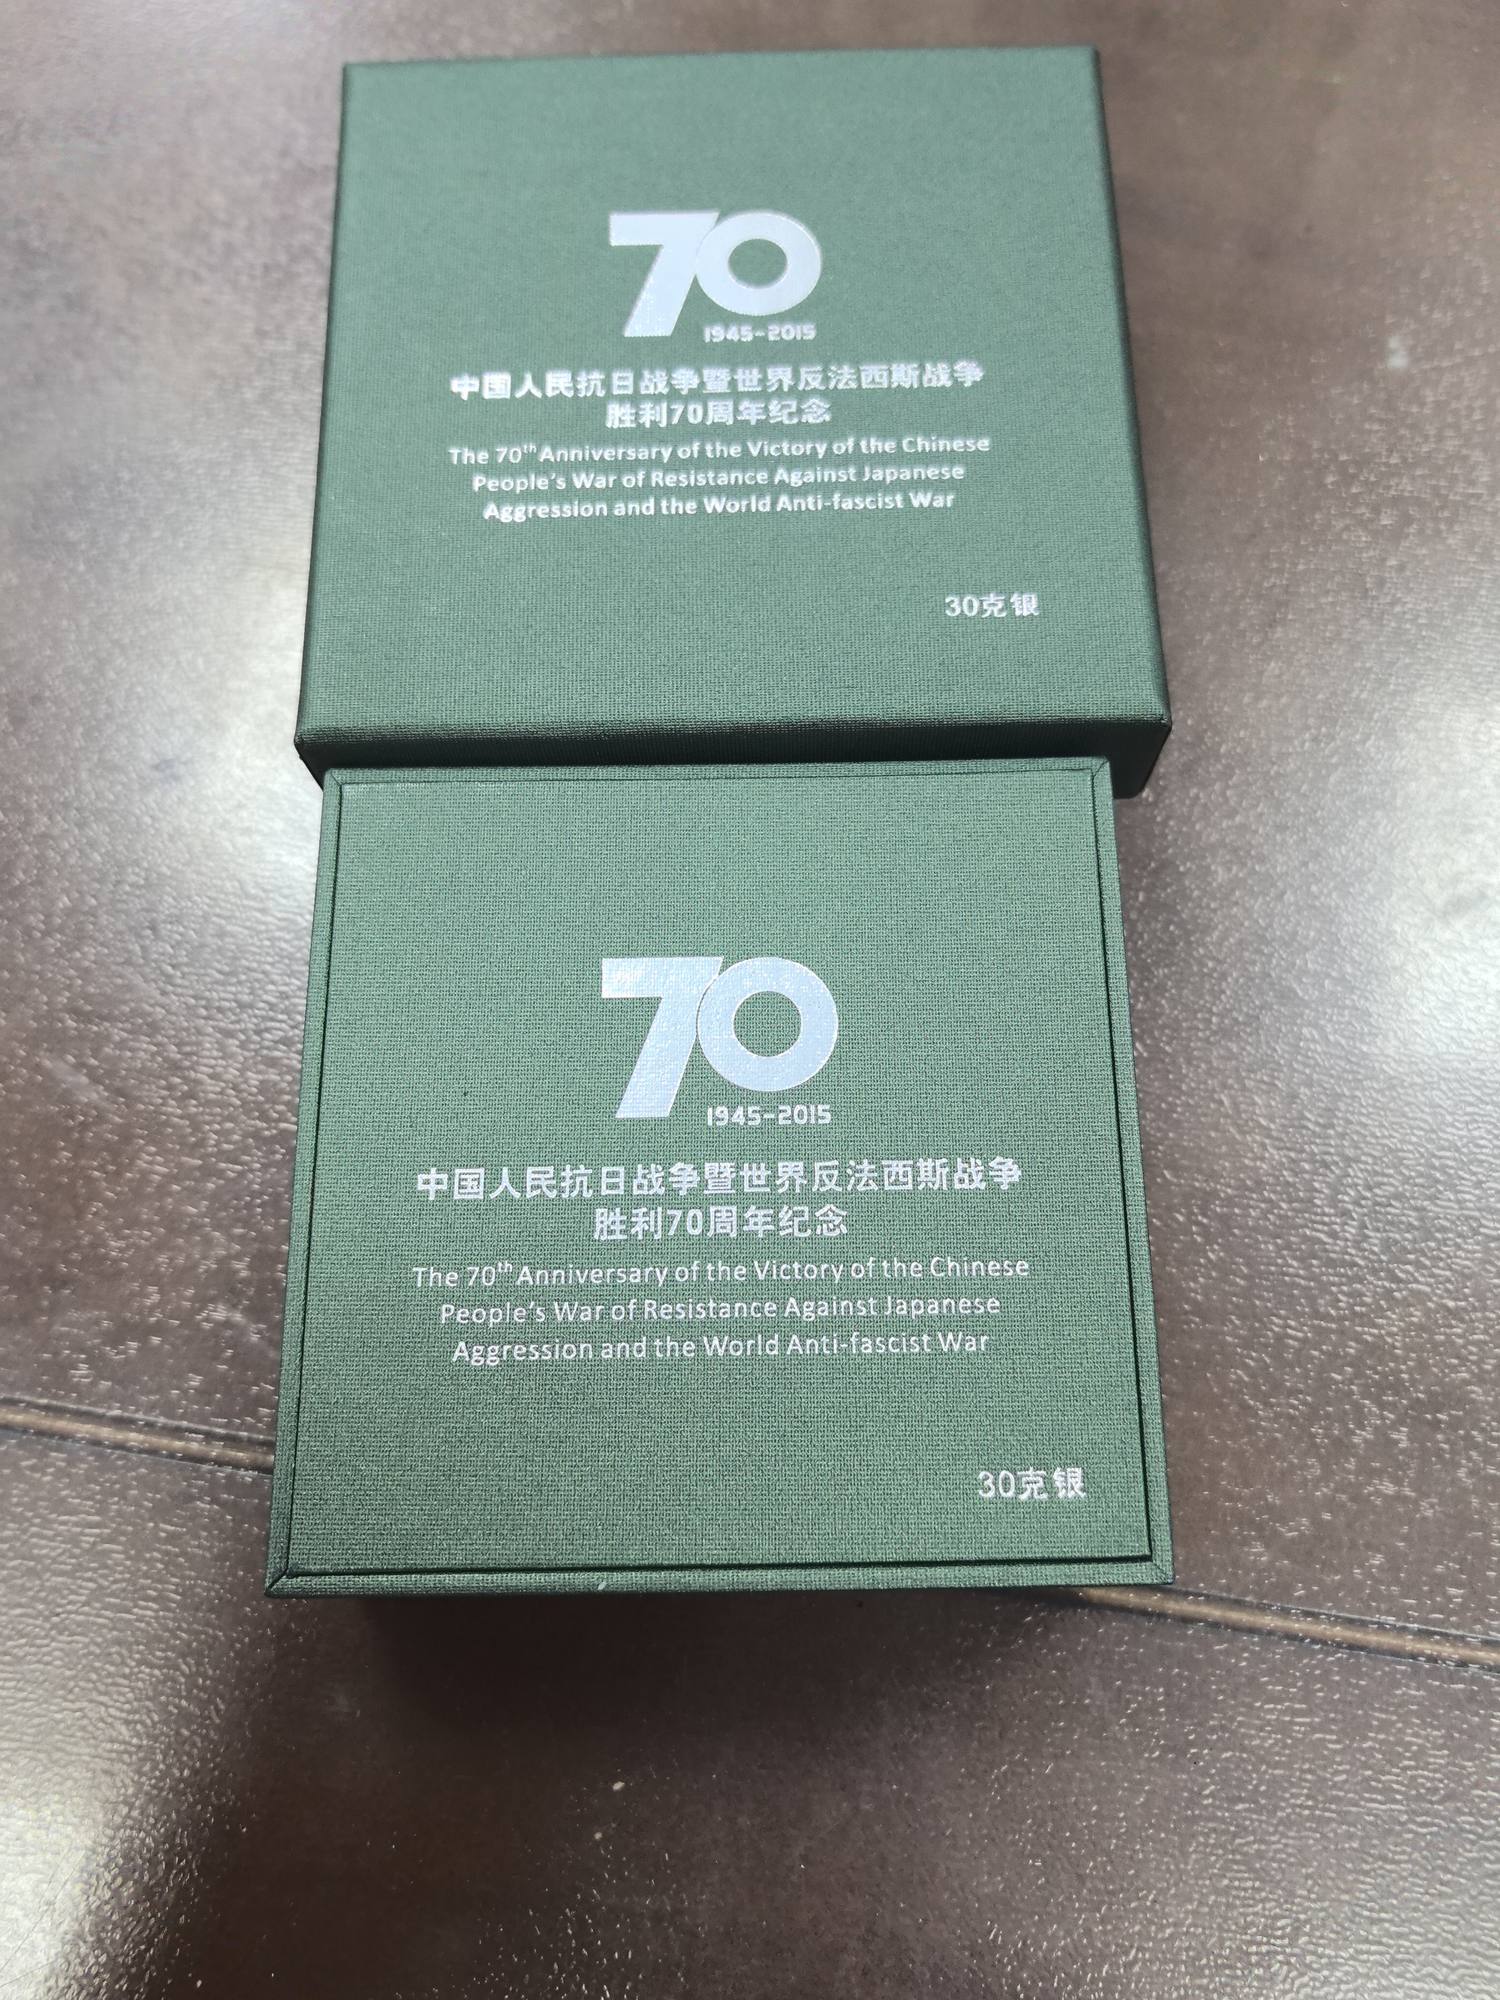 70
1945-2015
中国人民抗日战争暨世界反法西斯战争
胜利70周年纪念
The 70th Anniversary of the Victory of the Chinese
People's War of Resistance Against Japanese
Aggression and the World Anti-fascist War
30克银
70
1945-2015
中国人民抗日战争暨世界反法西斯战争
胜利70周年纪念
The 70th Anniversary of the Victory of the Chinese
People's War of Resistance Against Japanese
Aggression and the World Anti-fascist War
30克银